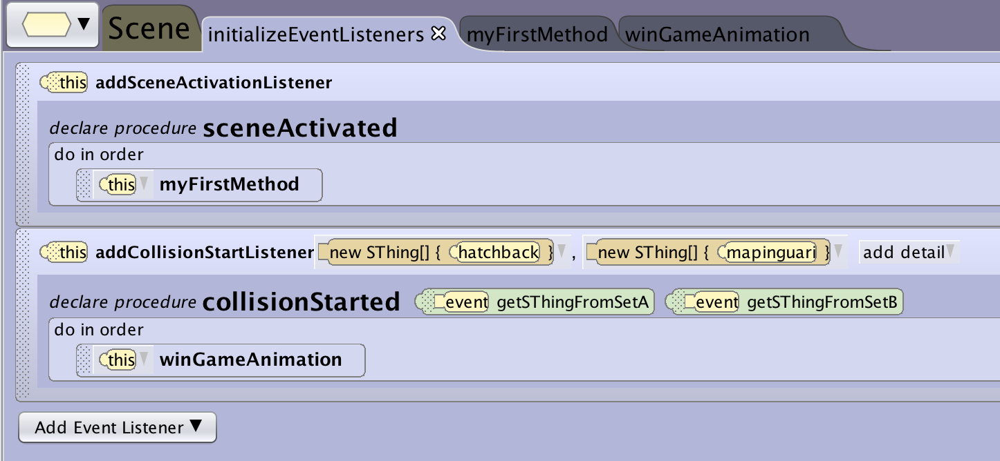 Scene initializeEventListeners myFirstMethod winGameAnimation
this addSceneActivationListener
declare procedure sceneActivated
do in order
this myFirstMethod
this addCollisionStartListener new SThing[] { hatchback } , new SThing[] { mapinguari } add detail
declare procedure collisionStarted event getSThingFromSetA event getSThingFromSetB
do in order
this winGameAnimation
Add Event Listener